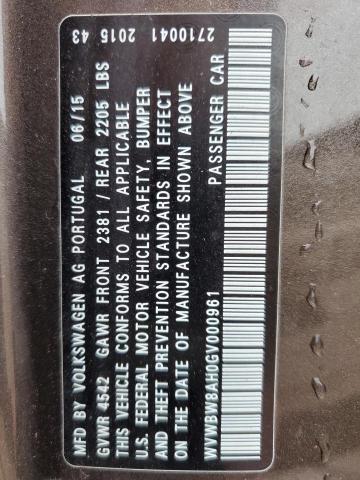 MFD BY VOLKSWAGEN AG PORTUGAL 06/15 2710041 2015 43
GVWR 4542 GAWR FRONT 2381 / REAR 2205 LBS
THIS VEHICLE CONFORMS TO ALL APPLICABLE
U.S. FEDERAL MOTOR VEHICLE SAFETY, BUMPER
AND THEFT PREVENTION STANDARDS IN EFFECT
ON THE DATE OF MANUFACTURE SHOWN ABOVE
WVWBW8AH0GV000961 PASSENGER CAR